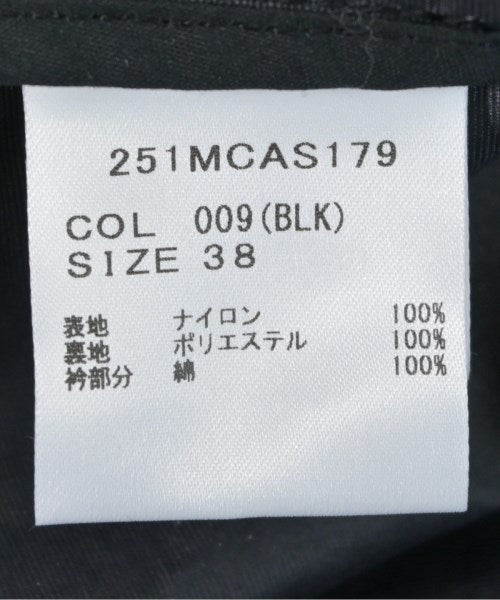 251MCAS179
COL 009(BLK)
SIZE 38
表地 ナイロン 100%
裏地 ポリエステル 100%
衿部分 綿 100%